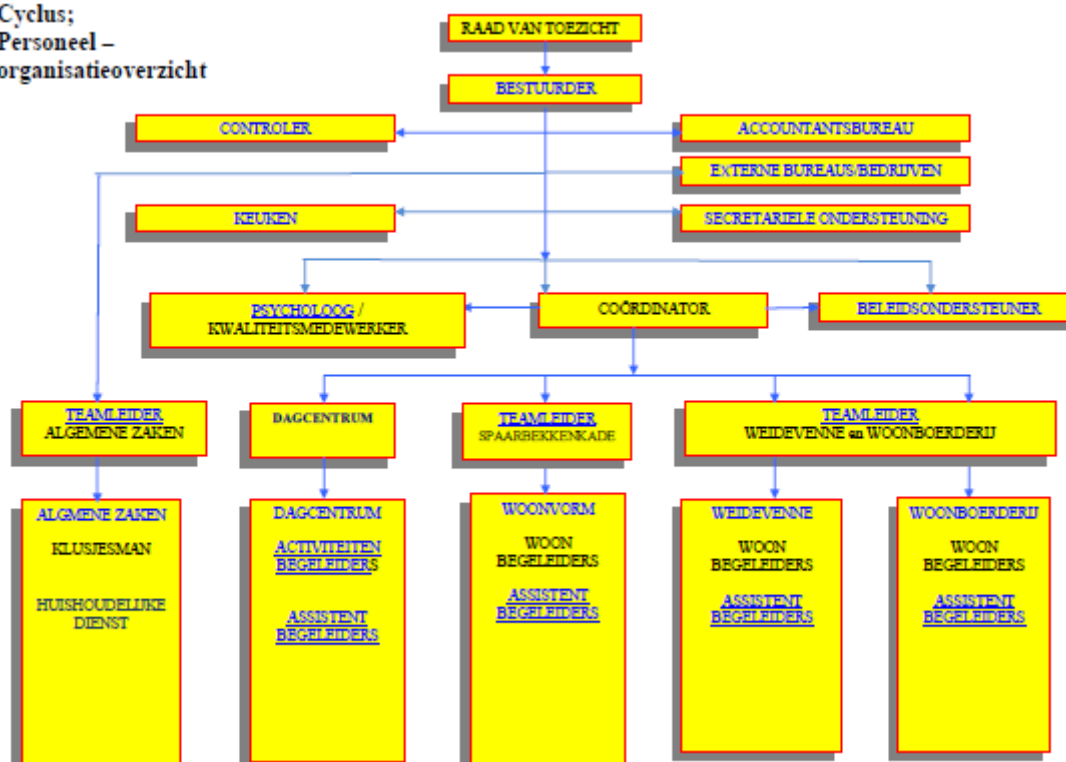 Cyclus;
Personeel –
organisatieoverzicht
RAAD VAN TOEZICHT
BESTUURDER
CONTROLER
ACCOUNTANTSBUREAU
EXTERNE BUREAUS/BEDRIJVEN
KEUKEN
SECRETARIELE ONDERSTEUNING
PSYCHOLOOG /
KWALITEITSMEDEWERKER
COÖRDINATOR
BELEIDSONDERSTEUNER
TEAMLEIDER
ALGEMENE ZAKEN
DAGCENTRUM
TEAMLEIDER
SPAARBEKKENKADE
TEAMLEIDER
WEIDEVENNE en WOONBOERDERIJ
ALGMENE ZAKEN
KLUSJESMAN
HUISHOUDELIJKE
DIENST
DAGCENTRUM
ACTIVITEITEN
BEGELEIDERS
ASSISTENT
BEGELEIDERS
WOONVORM
WOON
BEGELEIDERS
ASSISTENT
BEGELEIDERS
WEIDEVENNE
WOON
BEGELEIDERS
ASSISTENT
BEGELEIDERS
WOONBOERDERIJ
WOON
BEGELEIDERS
ASSISTENT
BEGELEIDERS